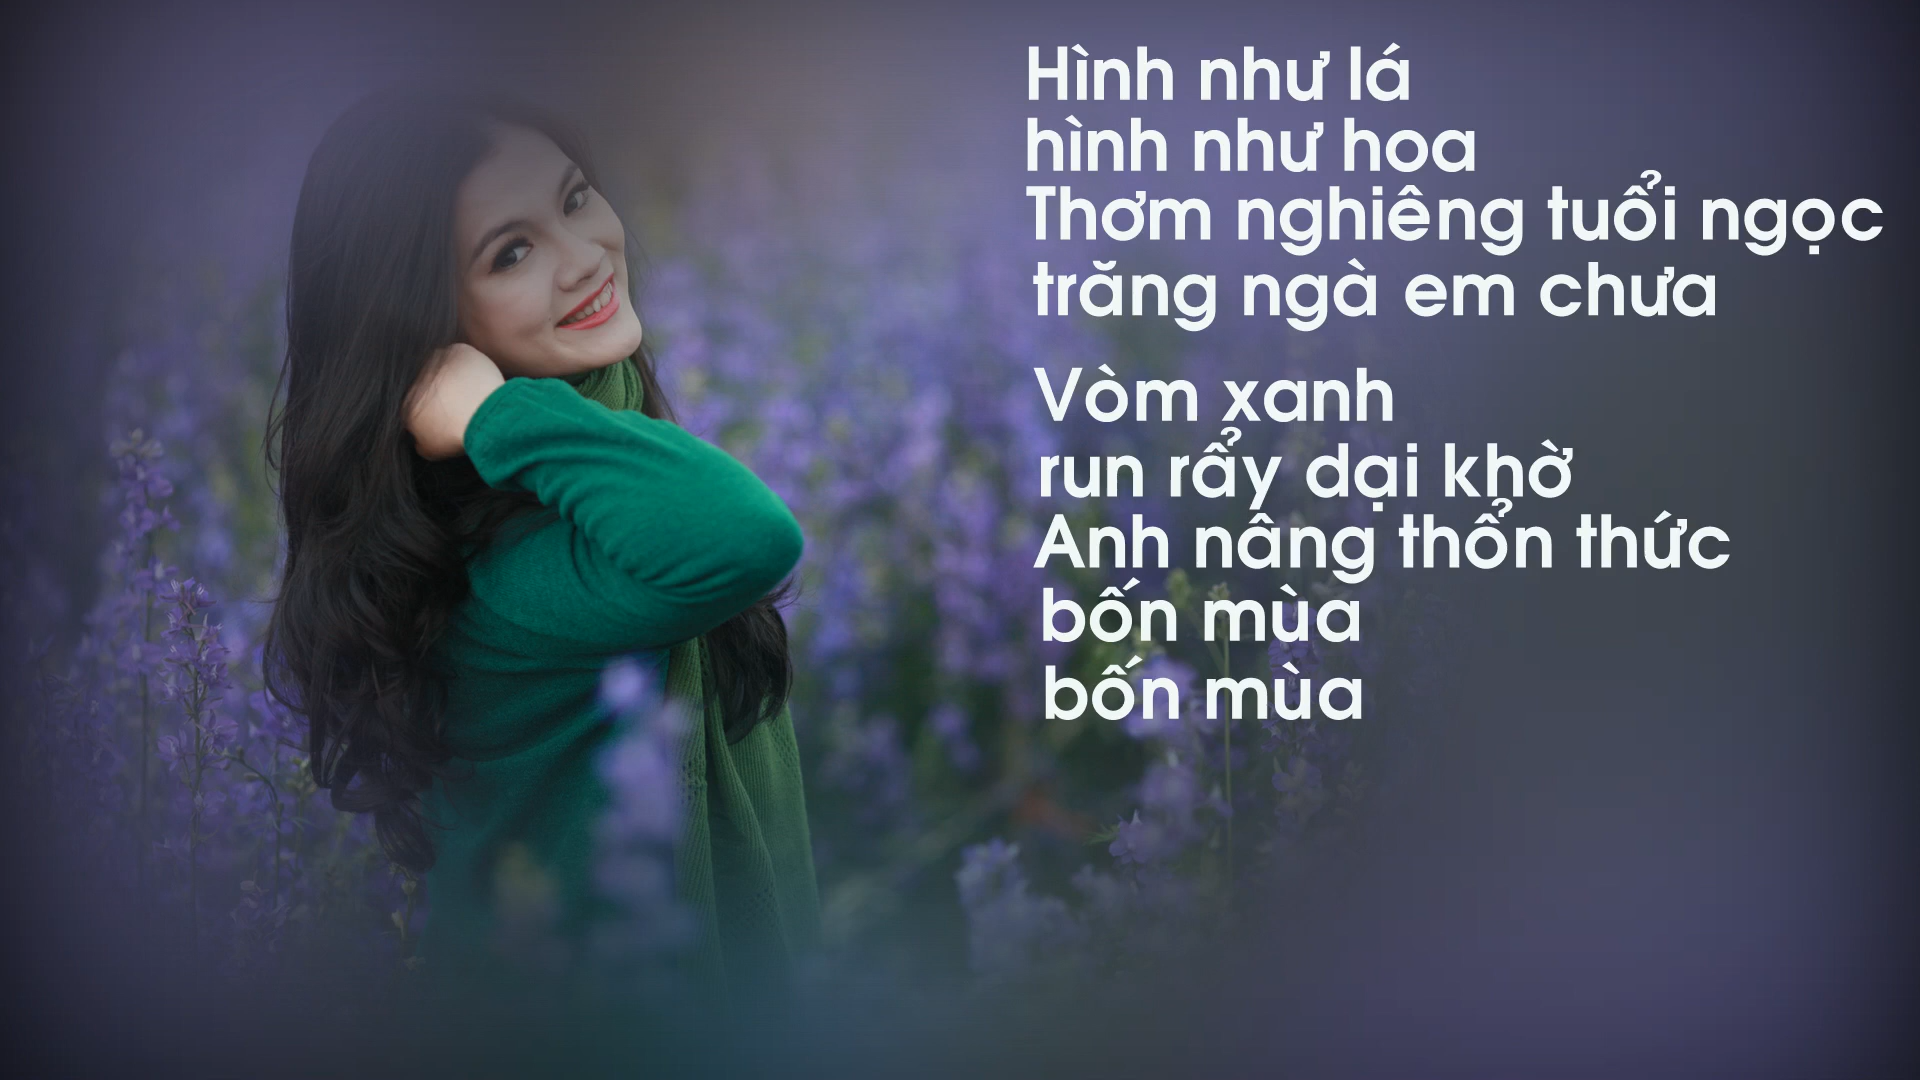 Hình như lá
hình như hoa
Thơm nghiêng tuổi ngọc
trăng ngà em chưa
Vòm xanh
run rẩy dại khờ
Anh nâng thổn thức
bốn mùa
bốn mùa